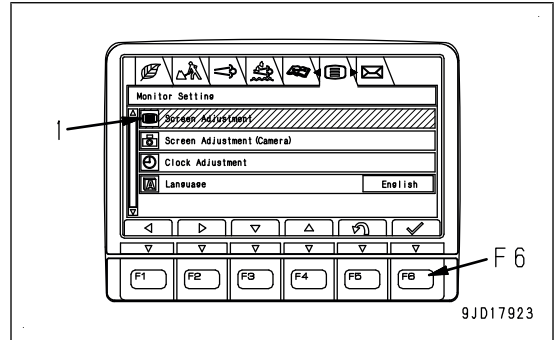 Monitor Setting
1
Screen Adjustment
Screen Adjustment (Camera)
Clock Adjustment
A Language English
F1 F2 F3 F4 F5 F6
F6
9JD17923